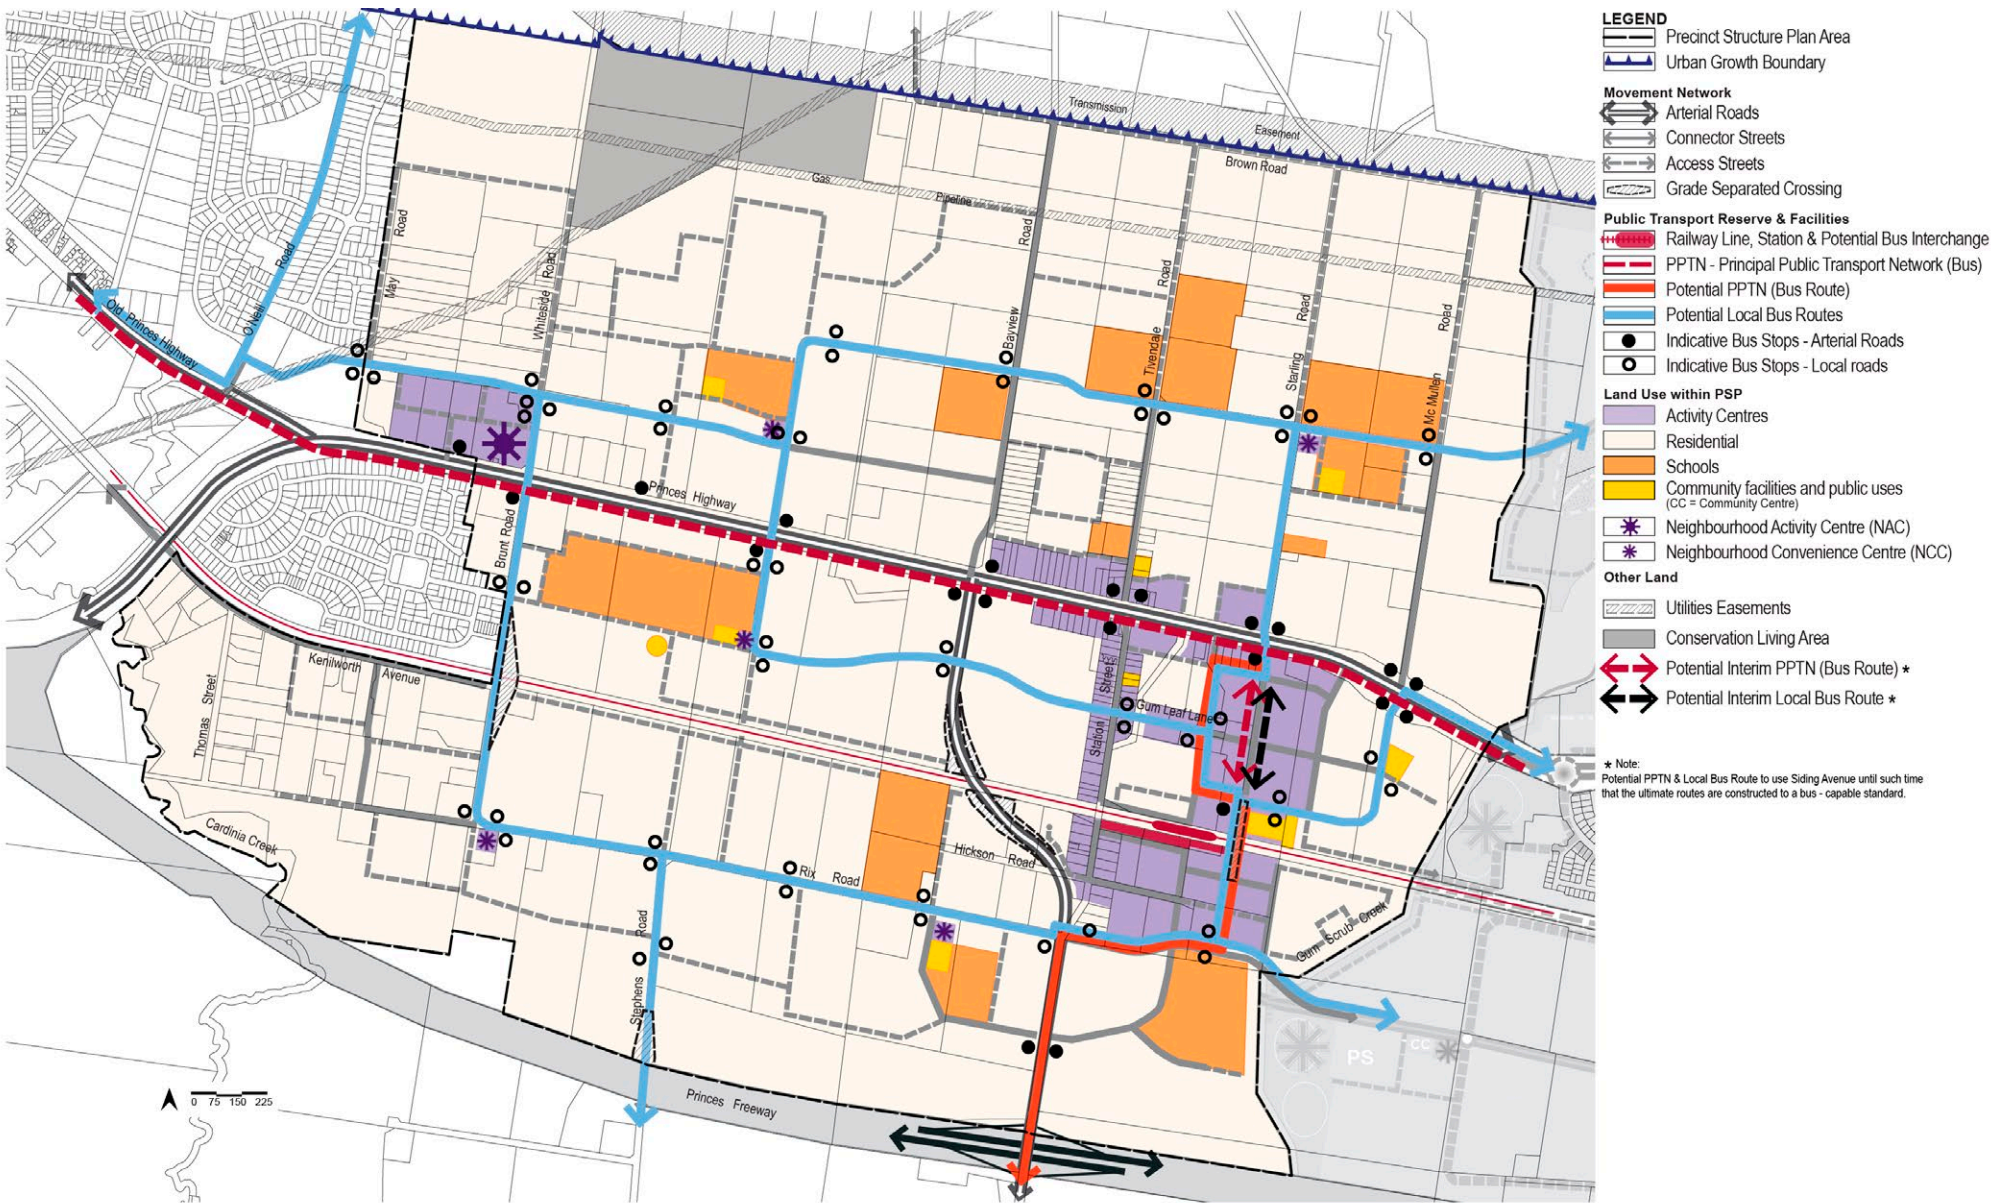 LEGEND
Precinct Structure Plan Area
Urban Growth Boundary
Movement Network
Arterial Roads
Connector Streets
Access Streets
Grade Separated Crossing
Public Transport Reserve & Facilities
Railway Line, Station & Potential Bus Interchange
PPTN - Principal Public Transport Network (Bus)
Potential PPTN (Bus Route)
Potential Local Bus Routes
Indicative Bus Stops - Arterial Roads
Indicative Bus Stops - Local roads
Land Use within PSP
Activity Centres
Residential
Schools
Community facilities and public uses
(CC = Community Centre)
Neighbourhood Activity Centre (NAC)
Neighbourhood Convenience Centre (NCC)
Other Land
Utilities Easements
Conservation Living Area
Potential Interim PPTN (Bus Route) *
Potential Interim Local Bus Route *
* Note:
Potential PPTN & Local Bus Route to use Siding Avenue until such time
that the ultimate routes are constructed to a bus - capable standard.
Transmission
Easement
Brown Road
Gas
Pipeline
May Road
Whiteside Road
O'Neil Road
Old Princes Highway
Bayview Road
Tivendale Road
Starling Road
Mc Mullen Road
Princes Highway
Brunt Road
Kenilworth Avenue
Thomas Street
Station Street
Gum Leaf Lane
Cardinia Creek
Hickson Road
Rix Road
Gum Scrub Creek
Stephens Road
PS
CC
Princes Freeway
0 75 150 225